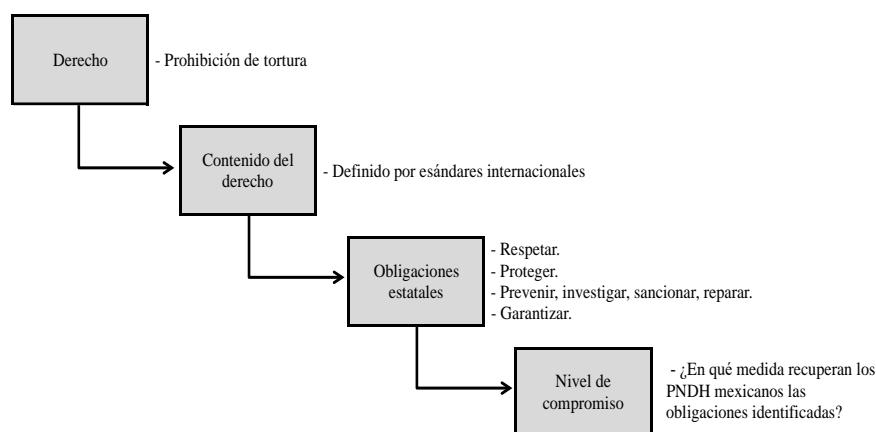 Derecho
- Prohibición de tortura
Contenido del
derecho
- Definido por esándares internacionales
Obligaciones
estatales
- Respetar.
- Proteger.
- Prevenir, investigar, sancionar, reparar.
- Garantizar.
Nivel de
compromiso
- ¿En qué medida recuperan los
PNDH mexicanos las
obligaciones identificadas?